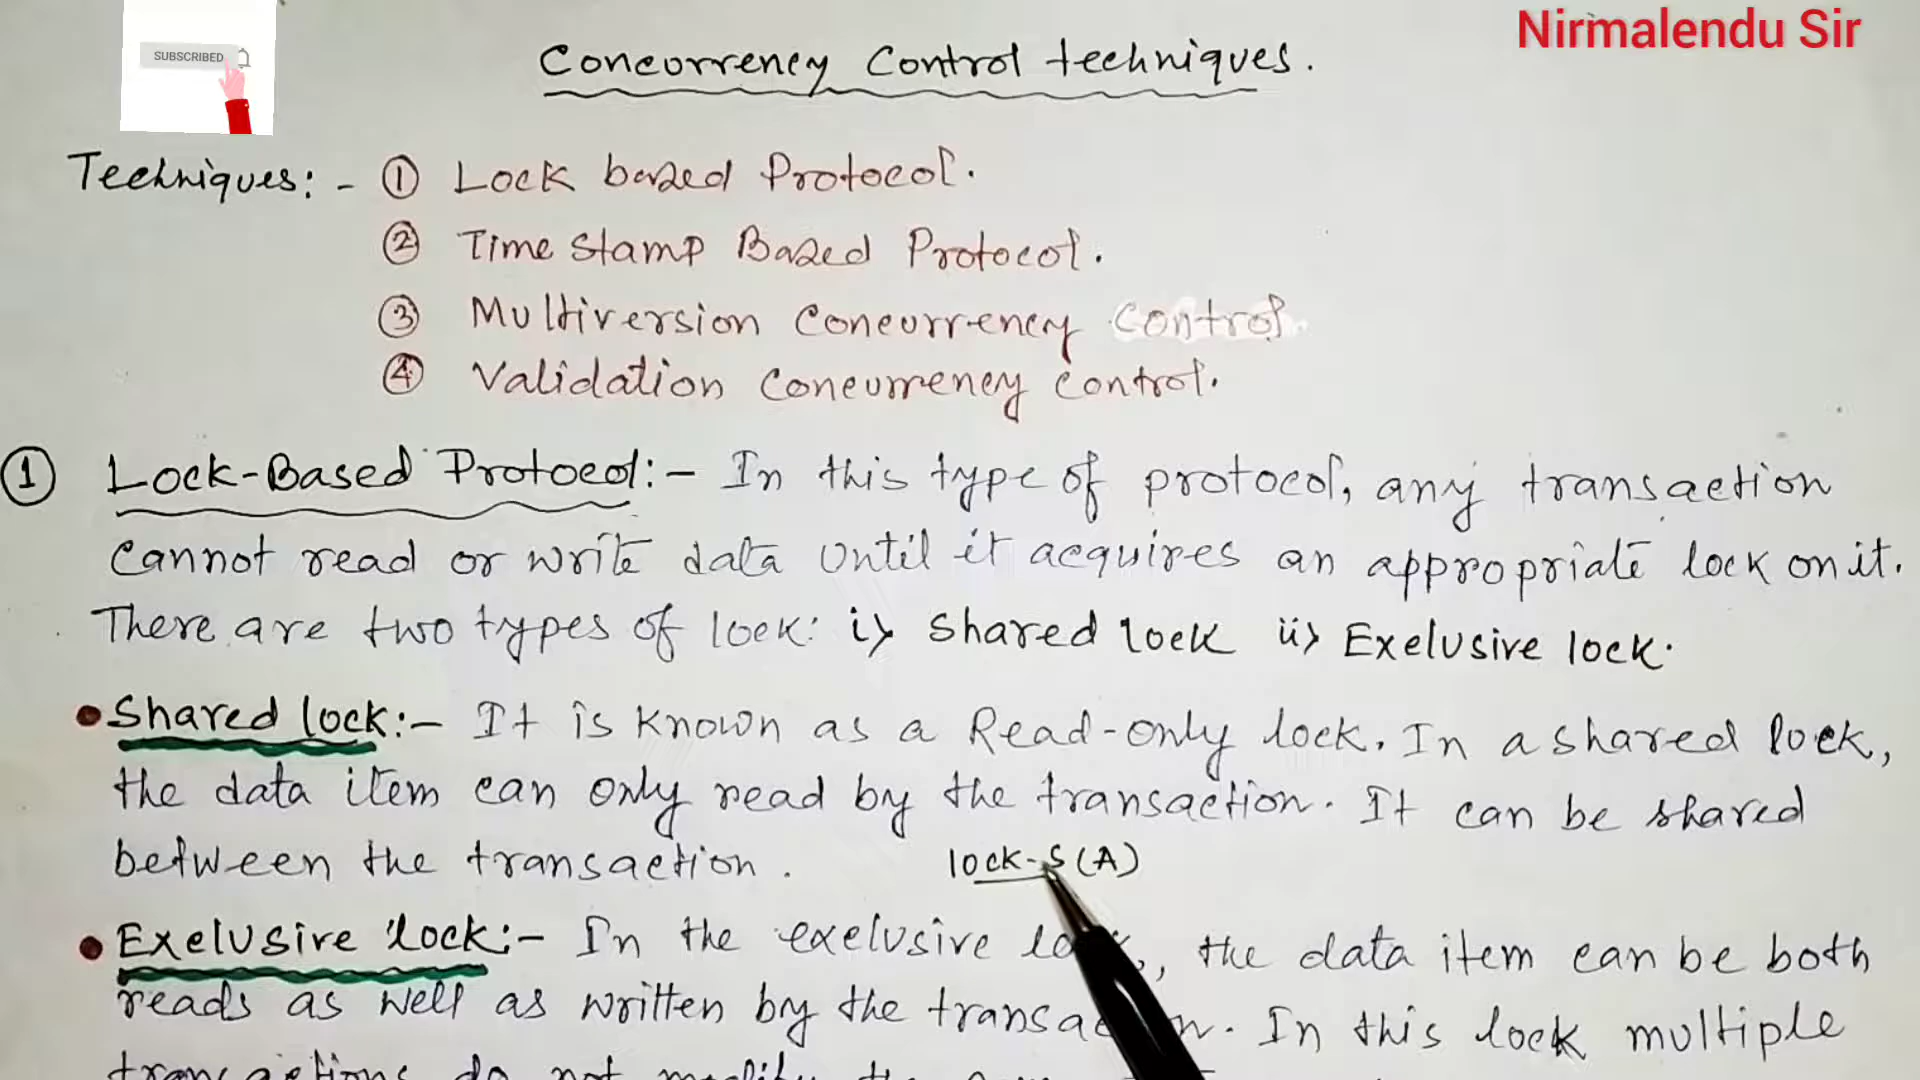 SUBSCRIBED
Nirmalendu Sir
Concurrency Control techniques.
Techniques: - ① Lock based Protocol.
② Time Stamp Based Protocol.
③ Multiversion Concurrency Control.
④ Validation Concurrency Control.
① Lock-Based Protocol:- In this type of protocol, any transaction
cannot read or write data until it acquires an appropriate lock on it.
There are two types of lock: i> Shared lock ii> Exclusive lock.
• Shared lock:- It is known as a Read-only lock. In a shared lock,
the data item can only read by the transaction. It can be shared
between the transaction. lock-S(A)
• Exclusive lock:- In the exclusive, the data item can be both
reads as well as written by the. In this lock multiple
transactions do not modify the